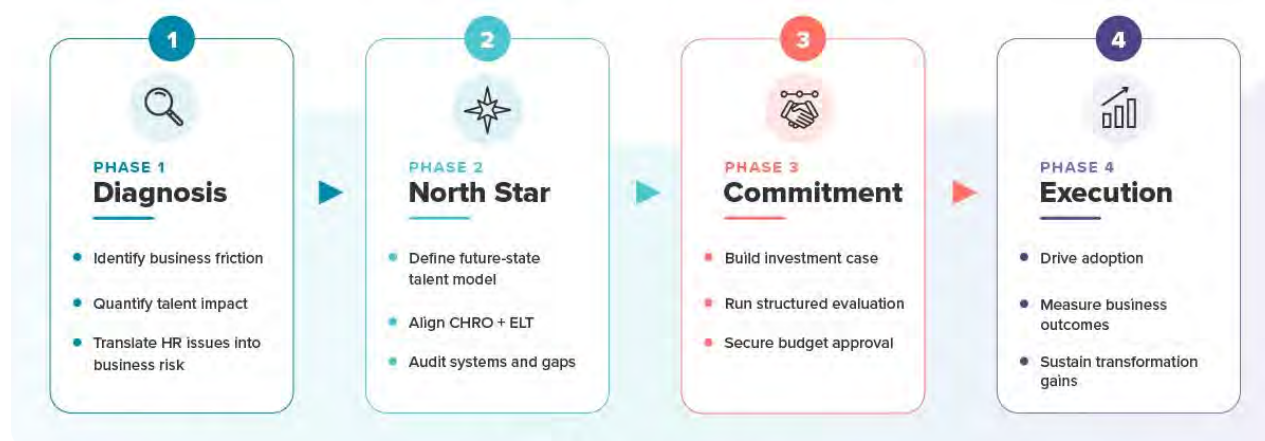 1
PHASE 1
Diagnosis
Identify business friction
Quantify talent impact
Translate HR issues into
business risk
2
PHASE 2
North Star
Define future-state
talent model
Align CHRO + ELT
Audit systems and gaps
3
PHASE 3
Commitment
Build investment case
Run structured evaluation
Secure budget approval
4
PHASE 4
Execution
Drive adoption
Measure business
outcomes
Sustain transformation
gains